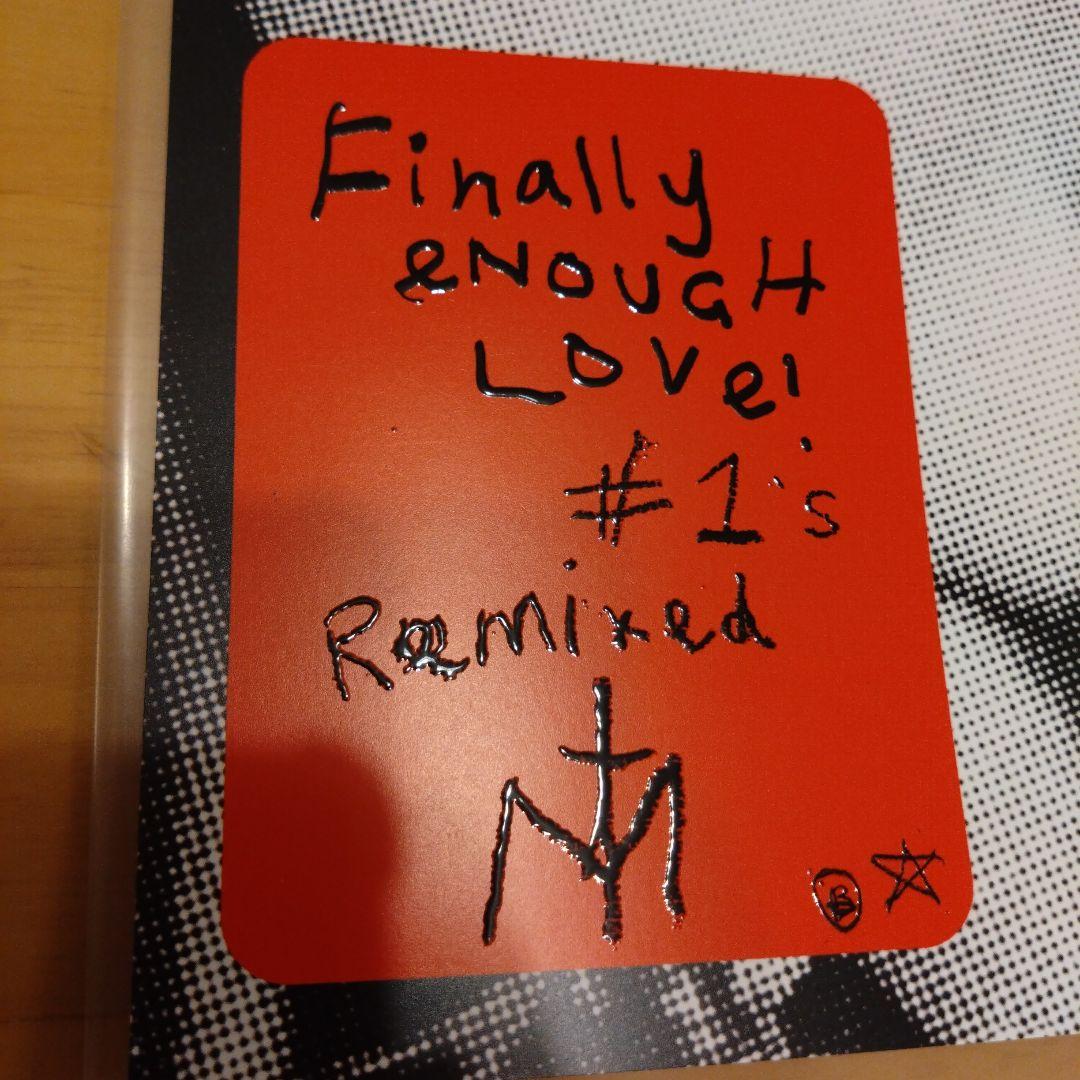 Finally
eNOUGH
LOVe!
#1's
Remixed
M
B